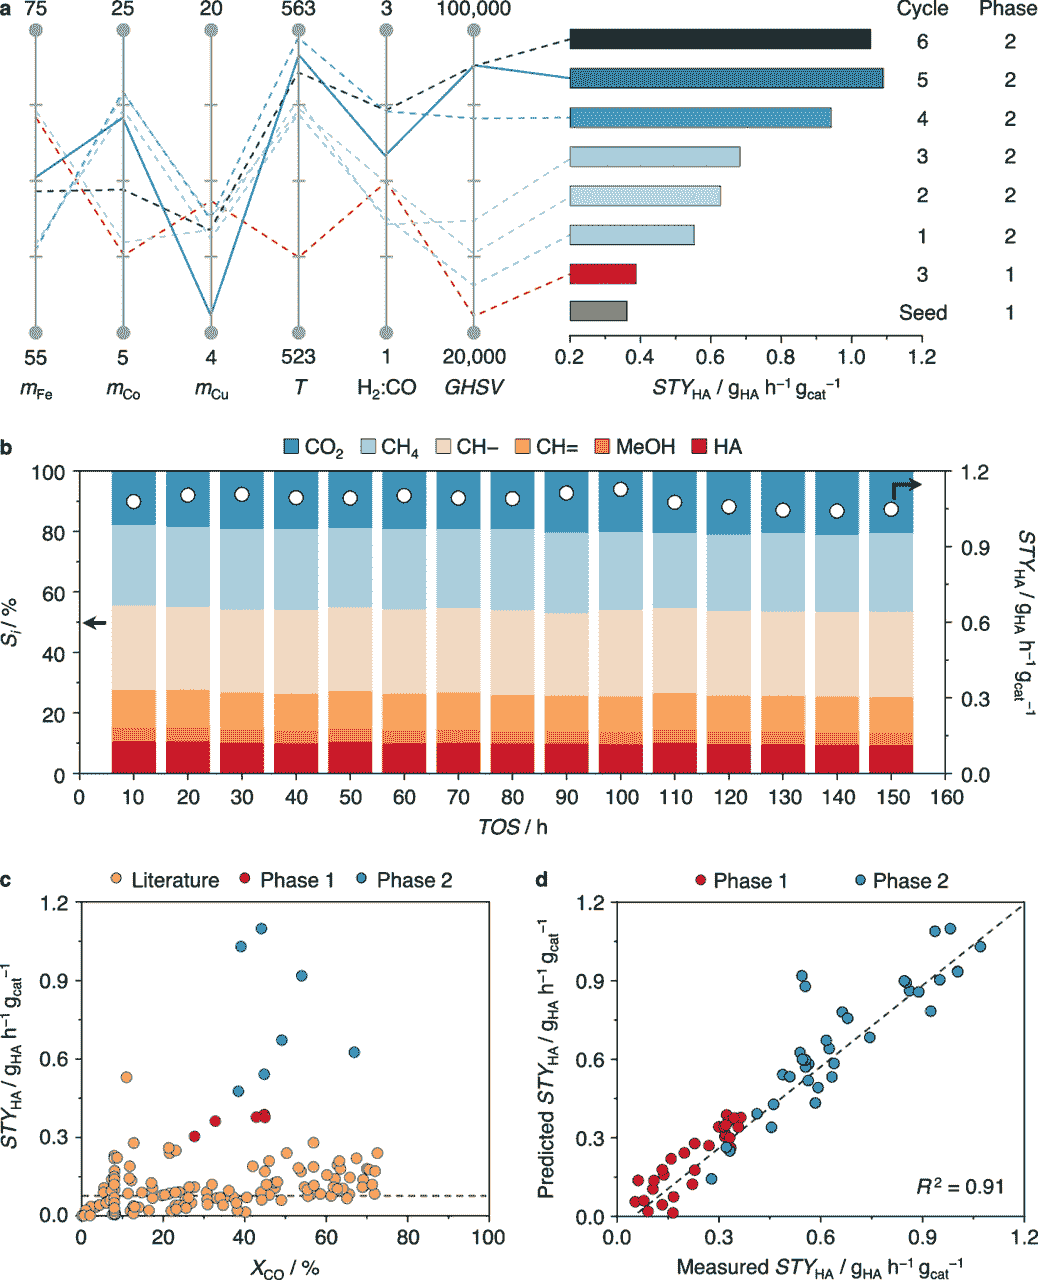 a
75 25 20 563 3 100,000
Cycle Phase
6 2
5 2
4 2
3 2
2 2
1 2
3 1
Seed 1
55 5 4 523 1 20,000
0.2 0.4 0.6 0.8 1.0 1.2
mFe mCo mCu T H2:CO GHSV
STYHA / gHA h−1 gcat−1
b
CO2 CH4 CH− CH= MeOH HA
100
80
60
40
20
0
Si / %
1.2
0.9
0.6
0.3
0.0
STYHA / gHA h−1 gcat−1
0 10 20 30 40 50 60 70 80 90 100 110 120 130 140 150 160
TOS / h
c
Literature Phase 1 Phase 2
1.2
0.9
0.6
0.3
0.0
STYHA / gHA h−1 gcat−1
0 20 40 60 80 100
XCO / %
d
Phase 1 Phase 2
1.2
0.9
0.6
0.3
0.0
Predicted STYHA / gHA h−1 gcat−1
R2 = 0.91
0.0 0.3 0.6 0.9 1.2
Measured STYHA / gHA h−1 gcat−1